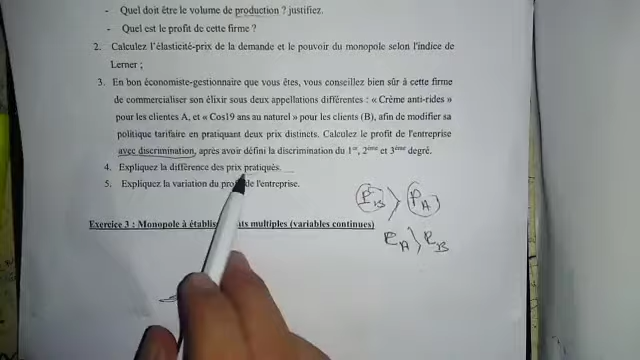 - Quel doit être le volume de production ? justifiez.
- Quel est le profit de cette firme ?
2. Calculez l'élasticité-prix de la demande et le pouvoir du monopole selon l'indice de
Lerner ;
3. En bon économiste-gestionnaire que vous êtes, vous conseillez bien sûr à cette firme
de commercialiser son élixir sous deux appellations différentes : « Crème anti-rides »
pour les clientes A, et « Cos19 ans au naturel » pour les clients (B), afin de modifier sa
politique tarifaire en pratiquant deux prix distincts. Calculez le profit de l'entreprise
avec discrimination, après avoir défini la discrimination du 1er, 2ème et 3ème degré.
4. Expliquez la différence des prix pratiqués.
5. Expliquez la variation du de l'entreprise.
PB > PA
eA > eB
Exercice 3 : Monopole à multiples (variables continues)